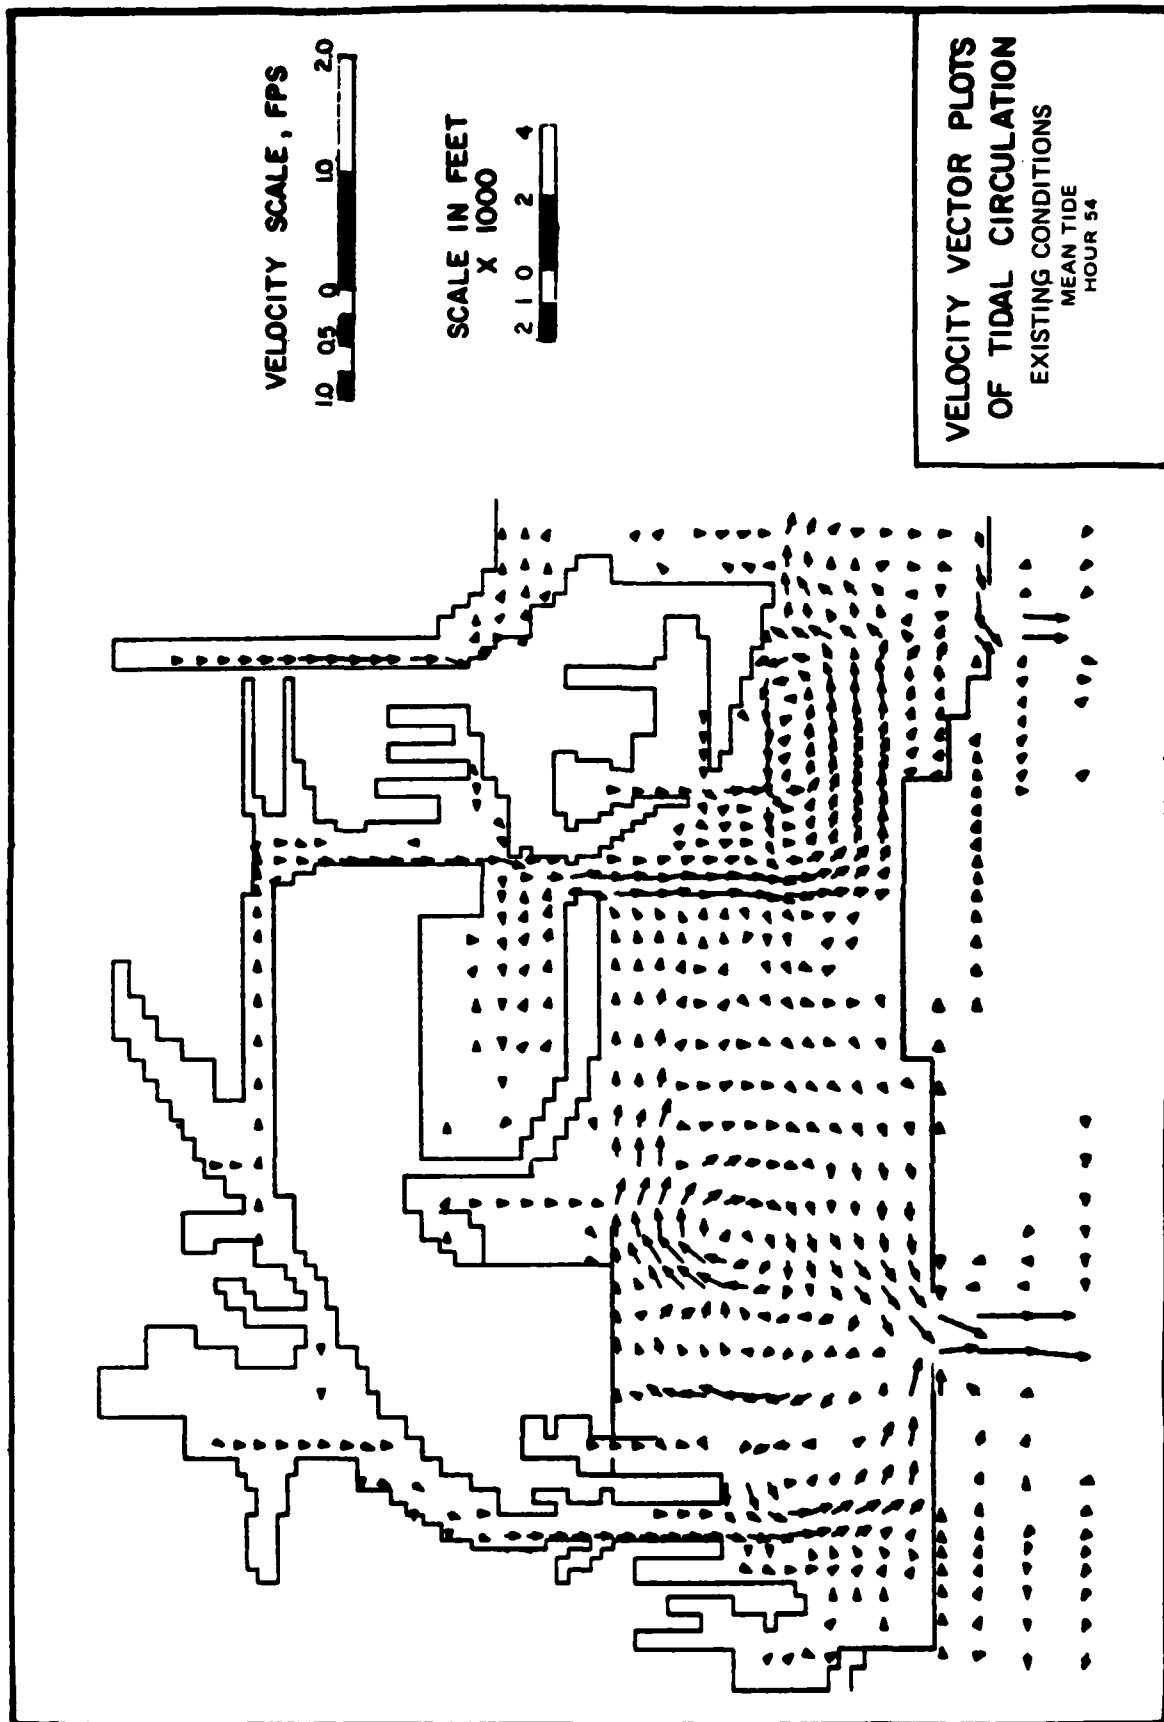 VELOCITY SCALE, FPS
1.0 0.5 0 1.0 2.0
SCALE IN FEET
X 1000
2 1 0 2 4
VELOCITY VECTOR PLOTS
OF TIDAL CIRCULATION
EXISTING CONDITIONS
MEAN TIDE
HOUR 54